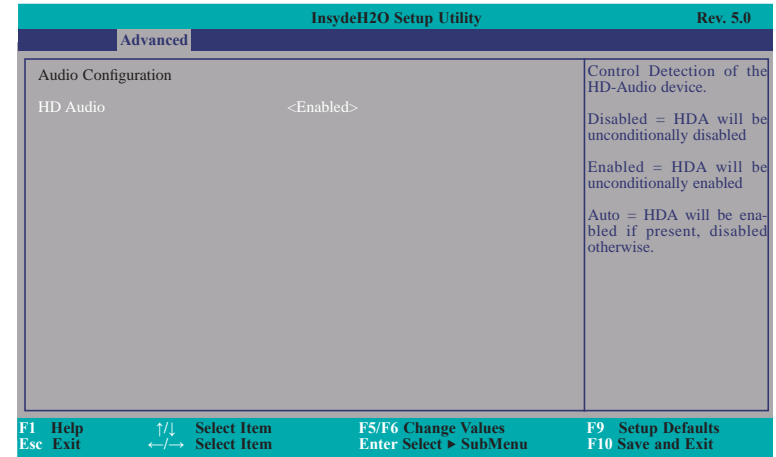 InsydeH2O Setup Utility Rev. 5.0
Advanced
Audio Configuration
HD Audio <Enabled>
Control Detection of the
HD-Audio device.
Disabled = HDA will be
unconditionally disabled
Enabled = HDA will be
unconditionally enabled
Auto = HDA will be ena-
bled if present, disabled
otherwise.
F1 Help ↑/↓ Select Item F5/F6 Change Values F9 Setup Defaults
Esc Exit ←/→ Select Item Enter Select ► SubMenu F10 Save and Exit